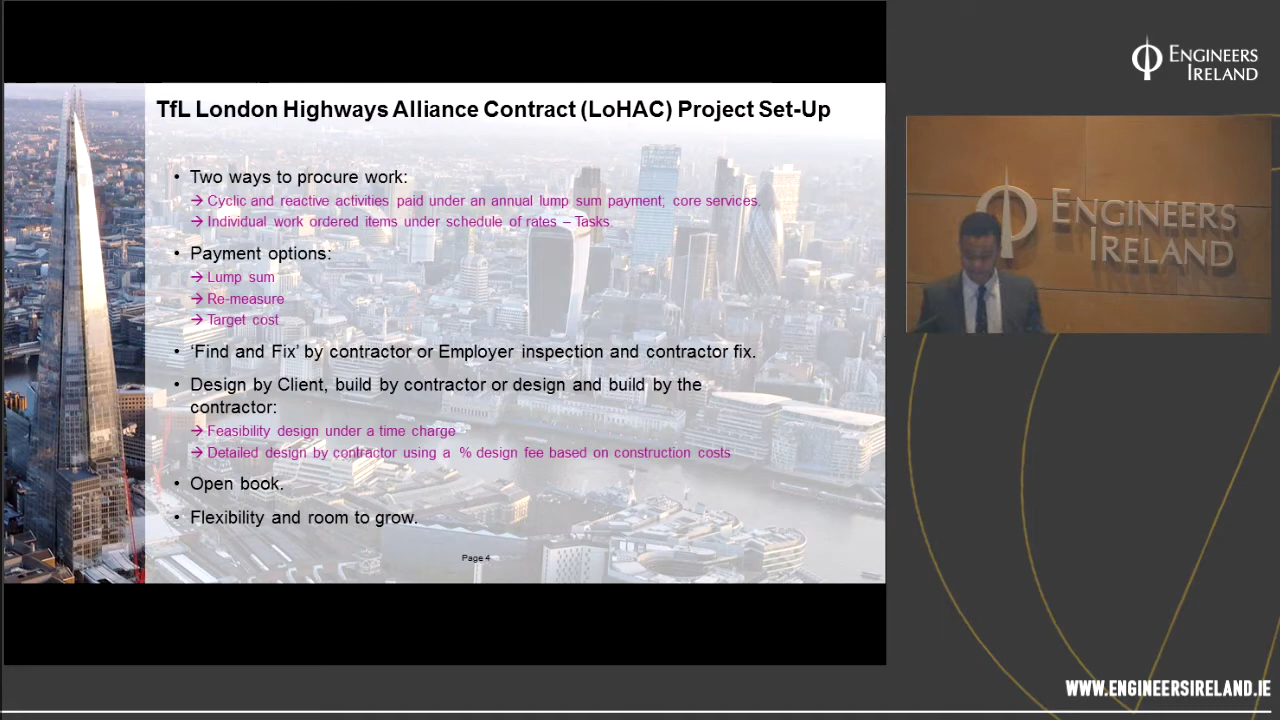 TfL London Highways Alliance Contract (LoHAC) Project Set-Up
• Two ways to procure work:
→ Cyclic and reactive activities paid under an annual lump sum payment; core services.
→ Individual work ordered items under schedule of rates – Tasks.
• Payment options:
→ Lump sum
→ Re-measure
→ Target cost
• ‘Find and Fix’ by contractor or Employer inspection and contractor fix.
• Design by Client, build by contractor or design and build by the
contractor:
→ Feasibility design under a time charge
→ Detailed design by contractor using a % design fee based on construction costs
• Open book.
• Flexibility and room to grow.
Page 4
ENGINEERS
IRELAND
ENGINEERS
IRELAND
WWW.ENGINEERSIRELAND.IE